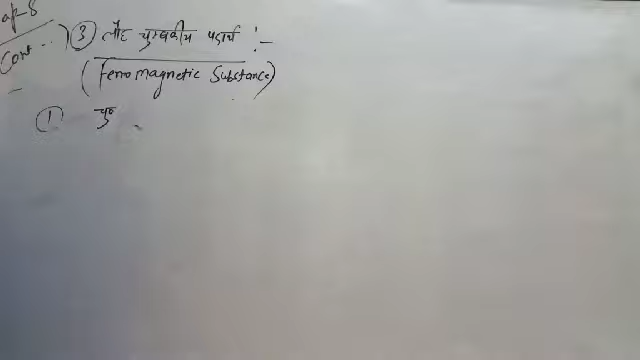 ap-8
Cont...) ③ लौह चुम्बकीय पदार्थ :-
(Ferromagnetic Substance)
① चु